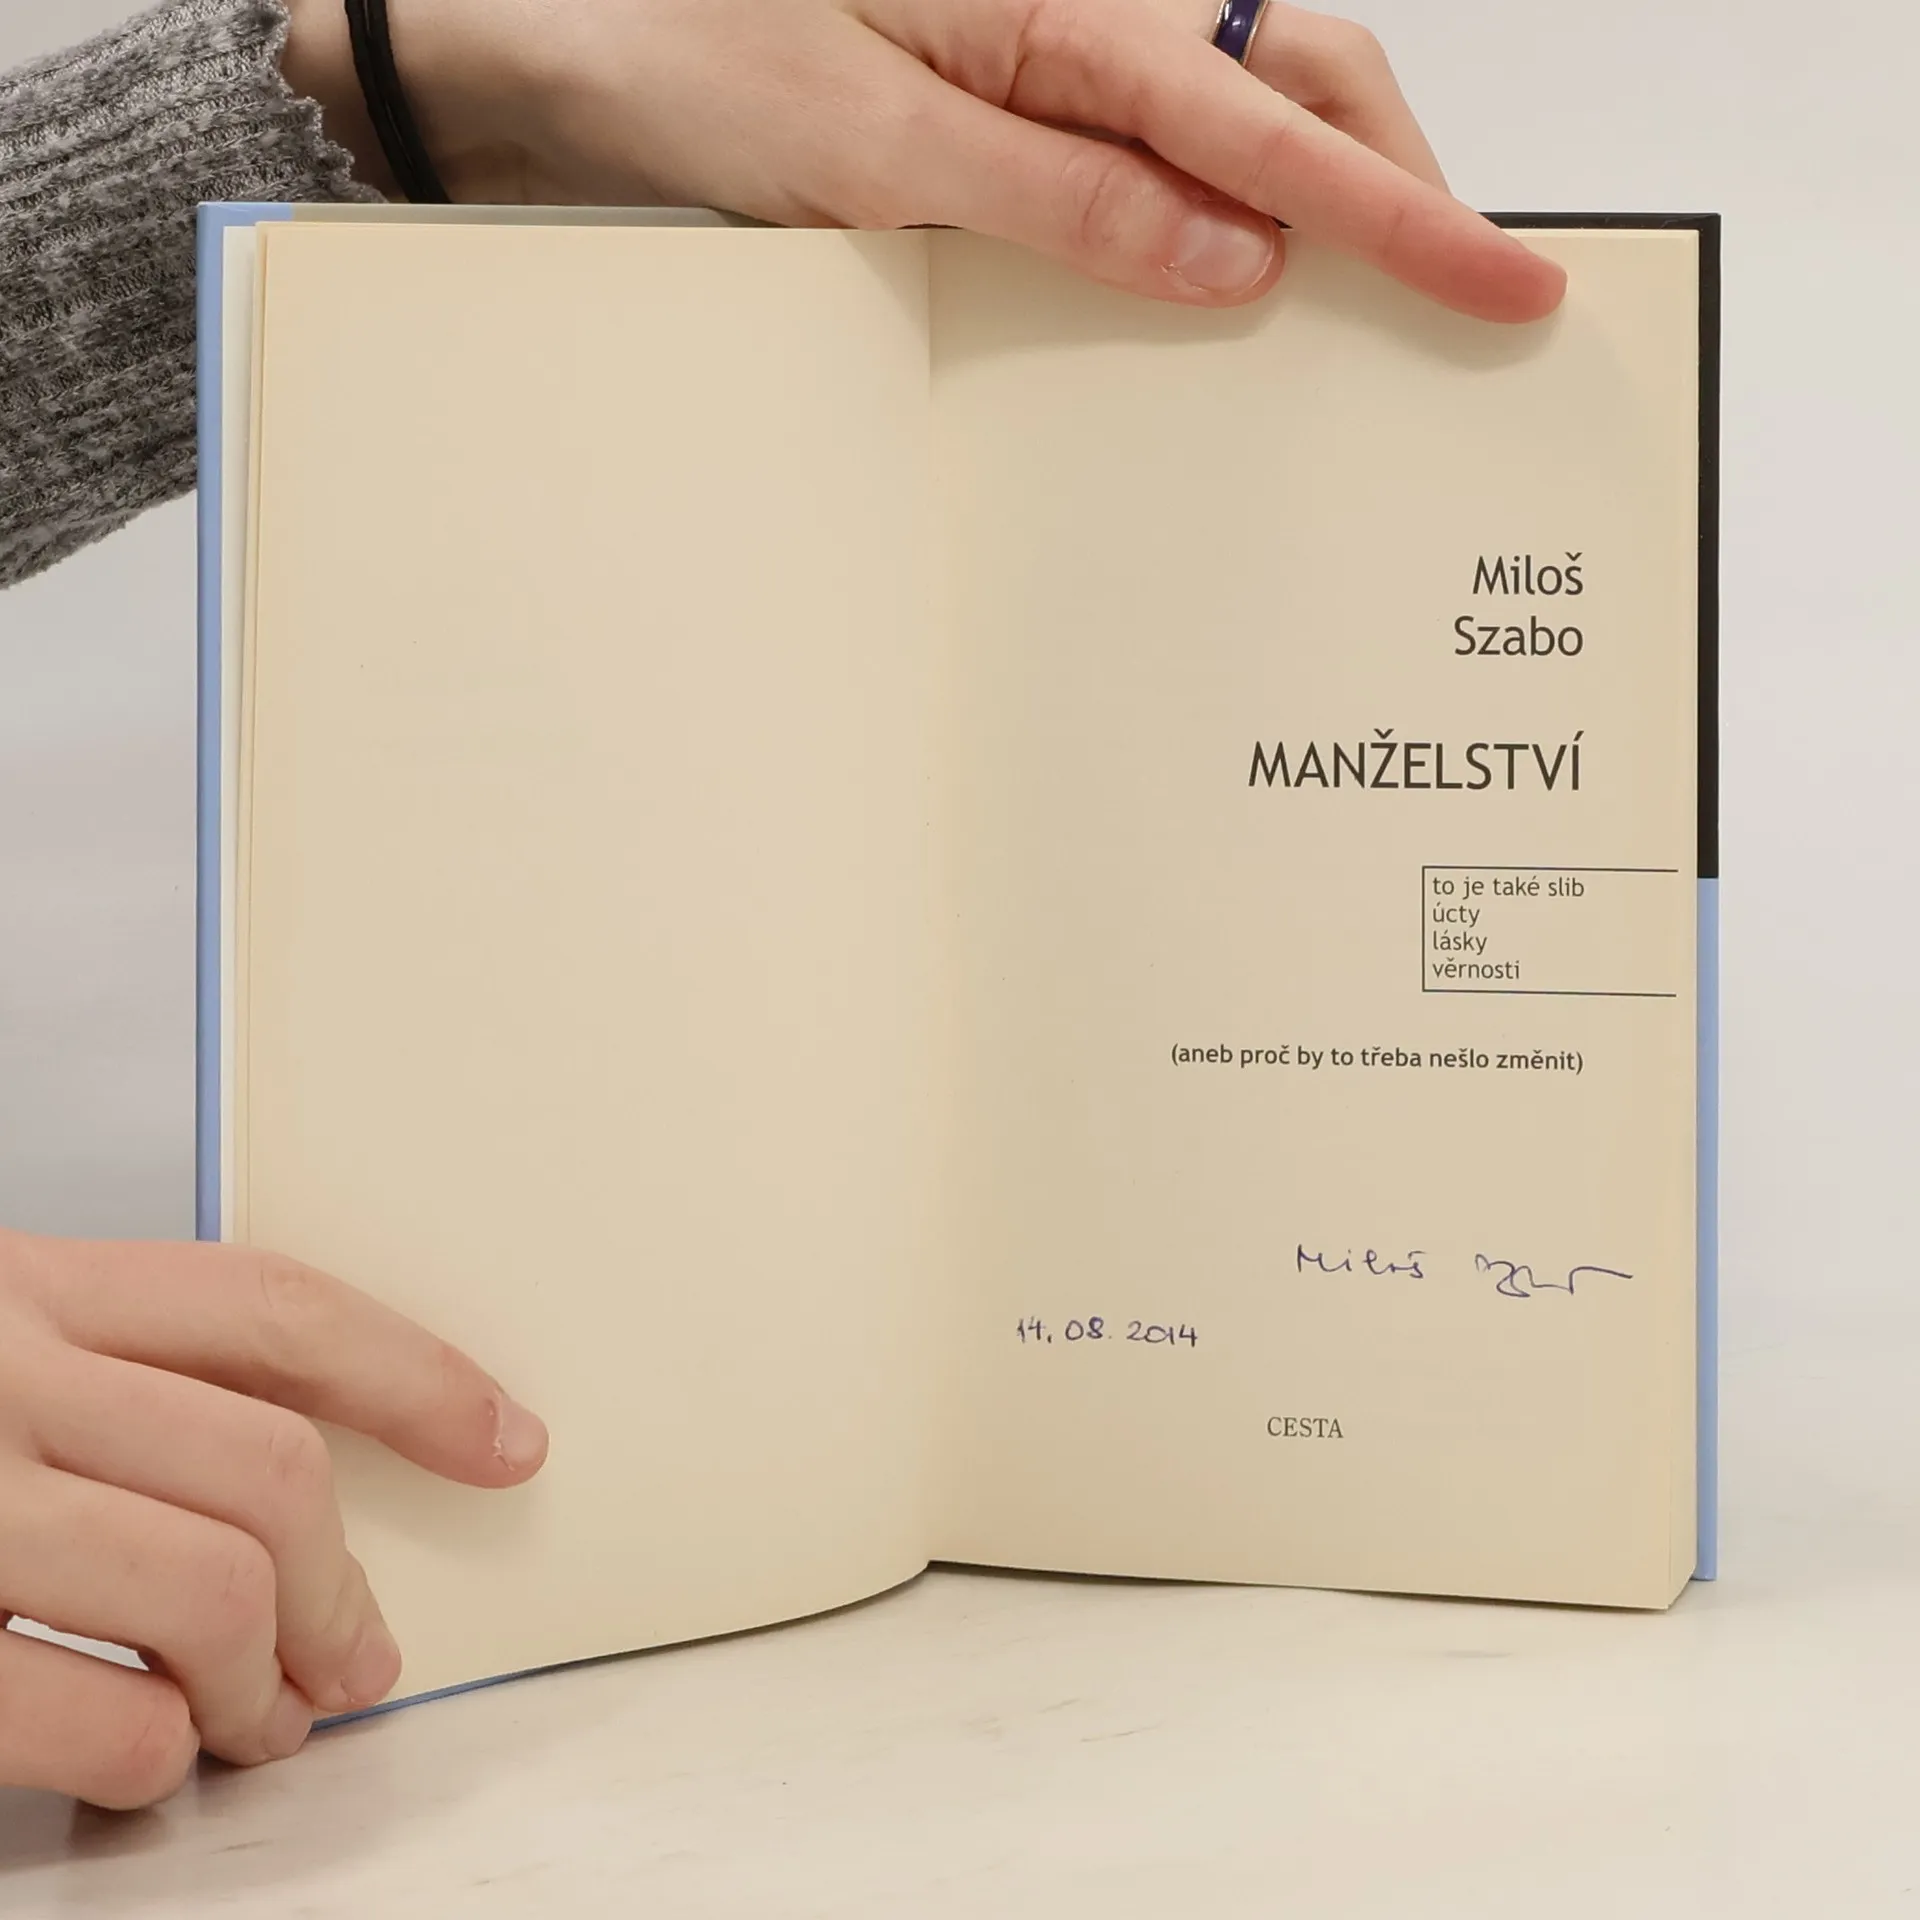 Miloš
Szabo
MANŽELSTVÍ
to je také slib
úcty
lásky
věrnosti
(aneb proč by to třeba nešlo změnit)
Miloš
14. 08. 2014
CESTA